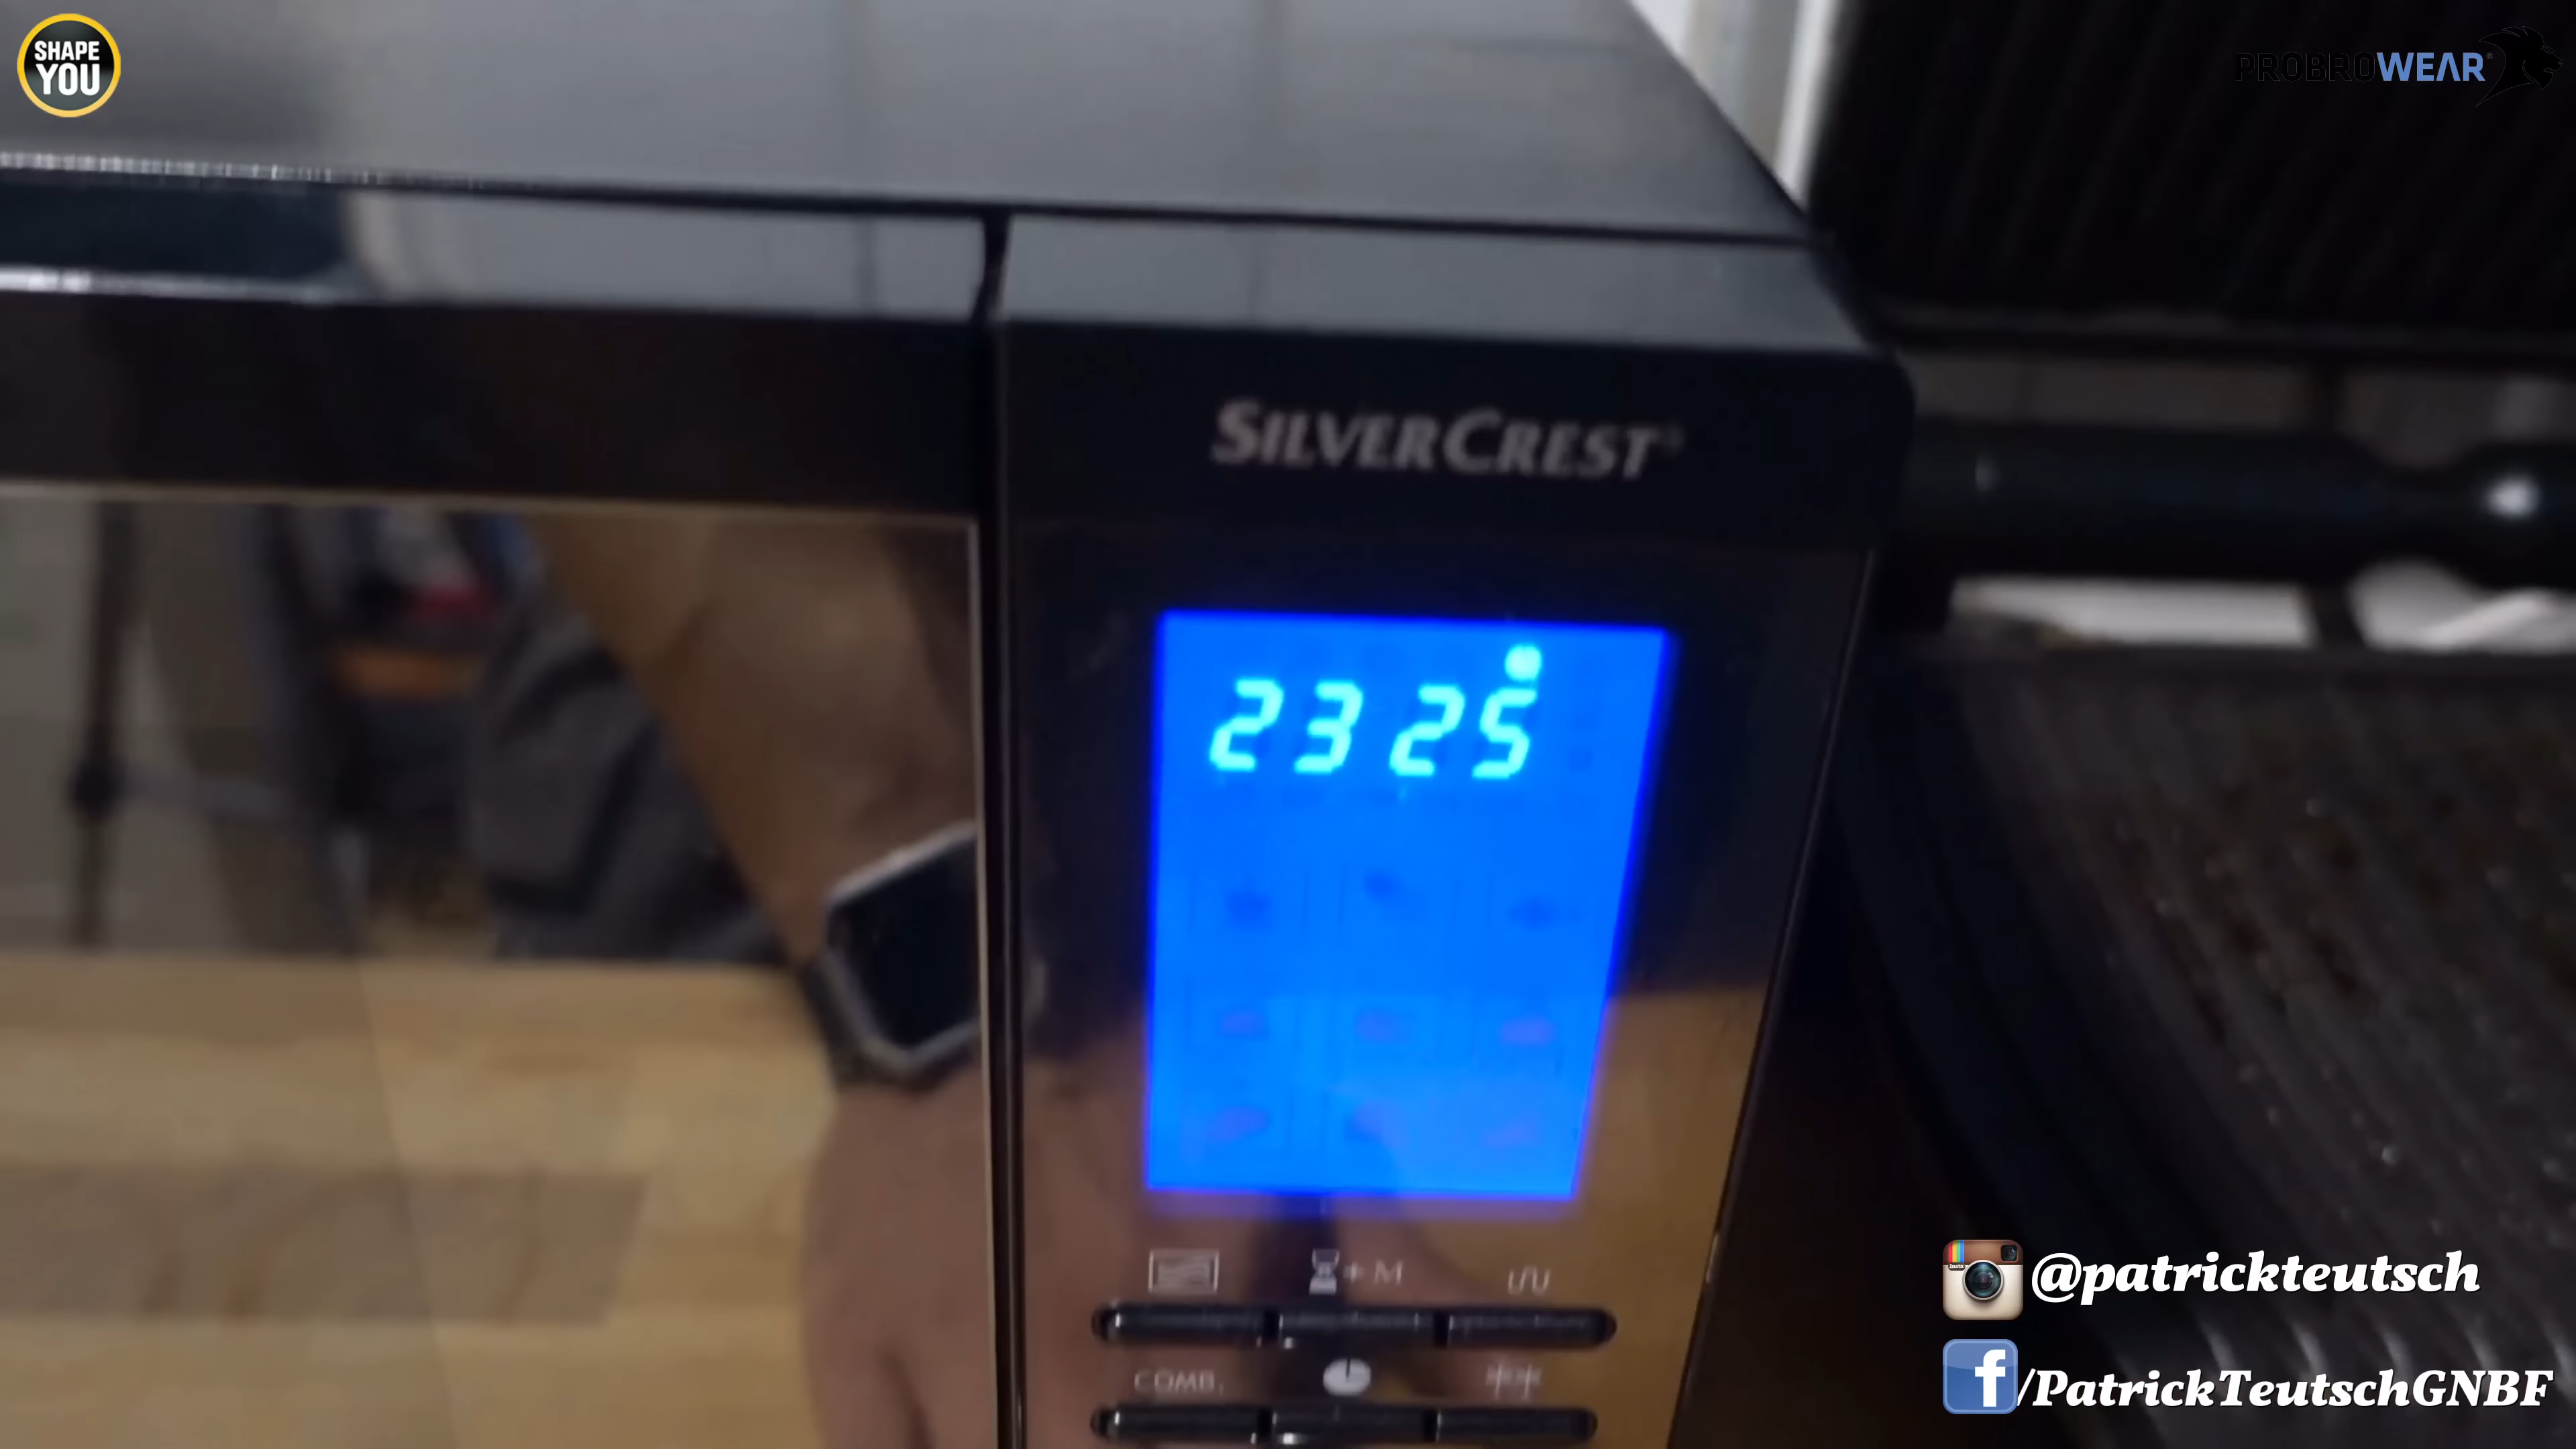 SHAPE
YOU
PROBROWEAR
SILVERCREST
23 25
+ M
COMB.
@patrickteutsch
/PatrickTeutschGNBF